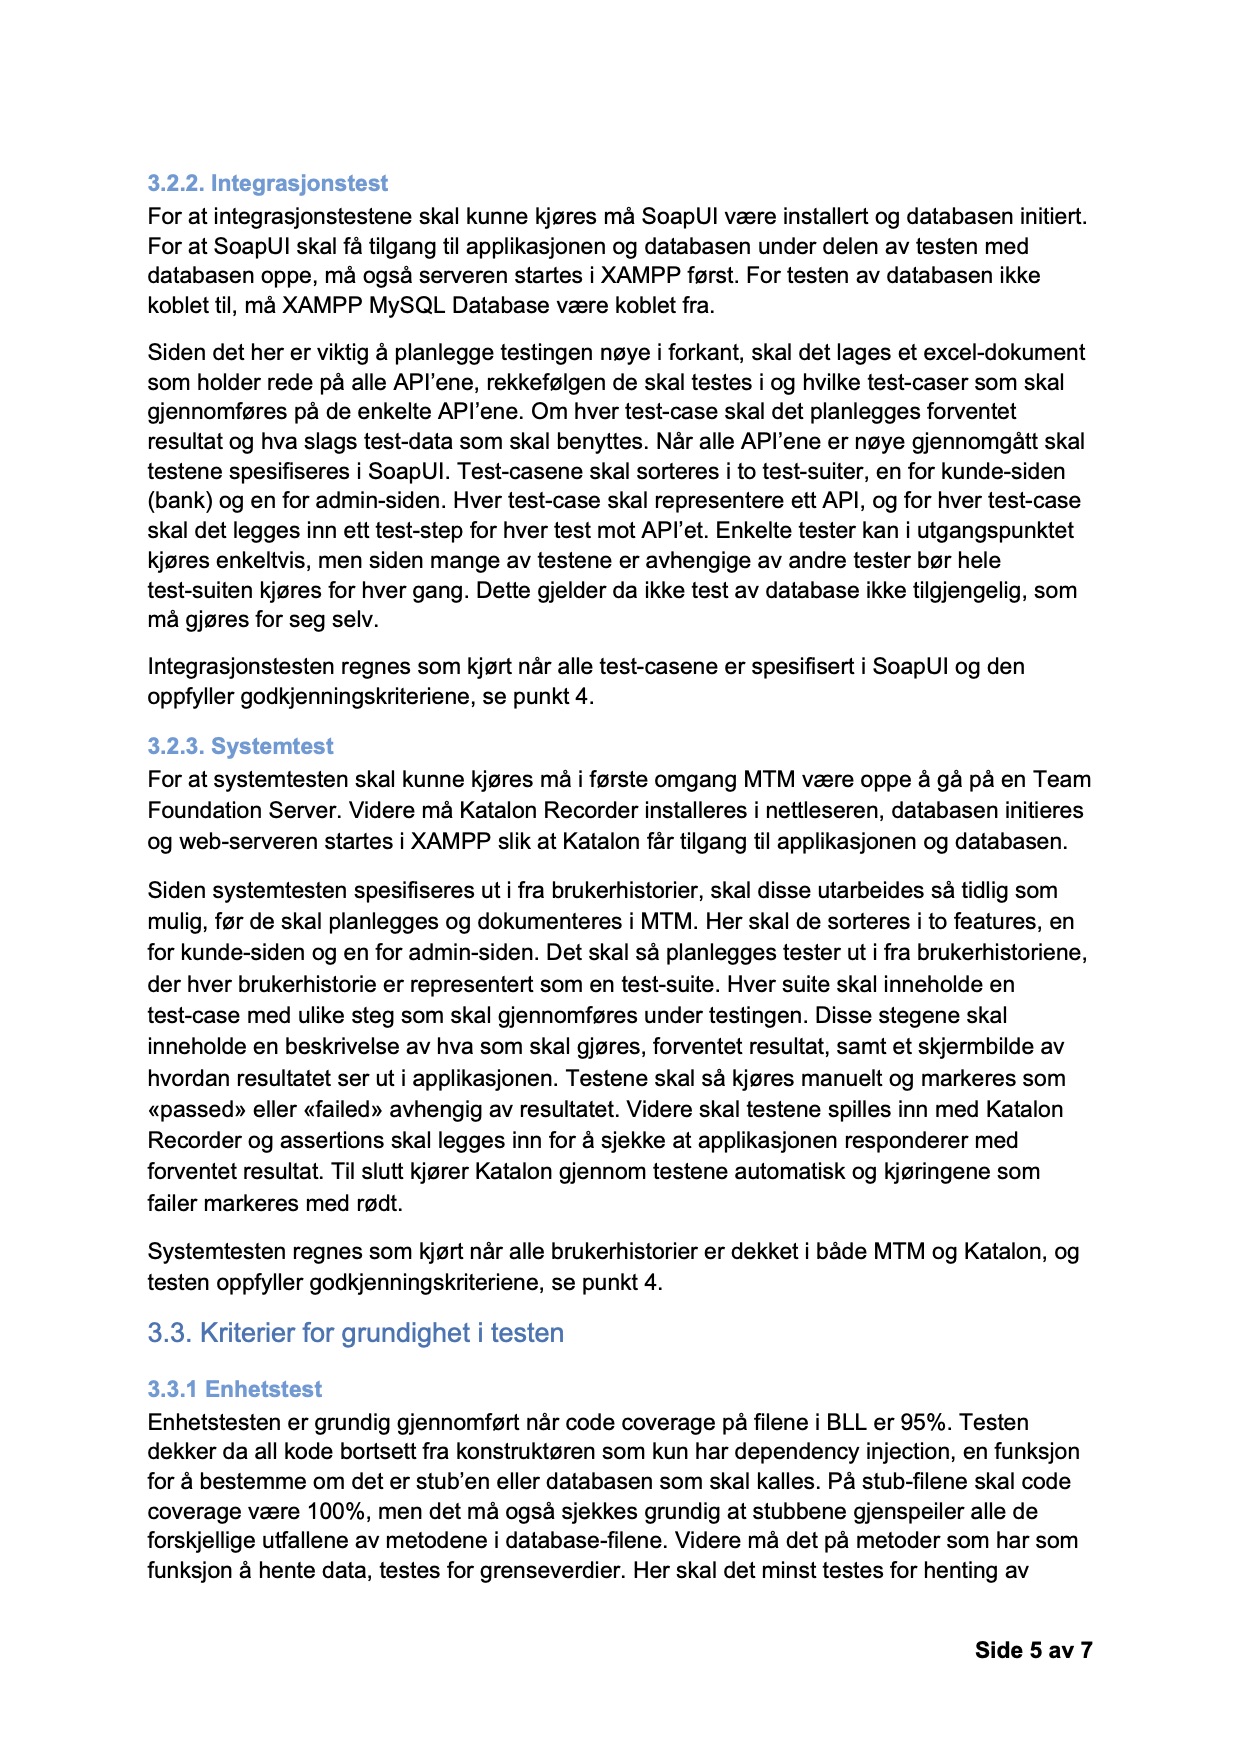 3.2.2. Integrasjonstest
For at integrasjonstestene skal kunne kjøres må SoapUI være installert og databasen initiert.
For at SoapUI skal få tilgang til applikasjonen og databasen under delen av testen med
databasen oppe, må også serveren startes i XAMPP først. For testen av databasen ikke
koblet til, må XAMPP MySQL Database være koblet fra.
Siden det her er viktig å planlegge testingen nøye i forkant, skal det lages et excel-dokument
som holder rede på alle API’ene, rekkefølgen de skal testes i og hvilke test-caser som skal
gjennomføres på de enkelte API’ene. Om hver test-case skal det planlegges forventet
resultat og hva slags test-data som skal benyttes. Når alle API’ene er nøye gjennomgått skal
testene spesifiseres i SoapUI. Test-casene skal sorteres i to test-suiter, en for kunde-siden
(bank) og en for admin-siden. Hver test-case skal representere ett API, og for hver test-case
skal det legges inn ett test-step for hver test mot API’et. Enkelte tester kan i utgangspunktet
kjøres enkeltvis, men siden mange av testene er avhengige av andre tester bør hele
test-suiten kjøres for hver gang. Dette gjelder da ikke test av database ikke tilgjengelig, som
må gjøres for seg selv.
Integrasjonstesten regnes som kjørt når alle test-casene er spesifisert i SoapUI og den
oppfyller godkjenningskriteriene, se punkt 4.
3.2.3. Systemtest
For at systemtesten skal kunne kjøres må i første omgang MTM være oppe å gå på en Team
Foundation Server. Videre må Katalon Recorder installeres i nettleseren, databasen initieres
og web-serveren startes i XAMPP slik at Katalon får tilgang til applikasjonen og databasen.
Siden systemtesten spesifiseres ut i fra brukerhistorier, skal disse utarbeides så tidlig som
mulig, før de skal planlegges og dokumenteres i MTM. Her skal de sorteres i to features, en
for kunde-siden og en for admin-siden. Det skal så planlegges tester ut i fra brukerhistoriene,
der hver brukerhistorie er representert som en test-suite. Hver suite skal inneholde en
test-case med ulike steg som skal gjennomføres under testingen. Disse stegene skal
inneholde en beskrivelse av hva som skal gjøres, forventet resultat, samt et skjermbilde av
hvordan resultatet ser ut i applikasjonen. Testene skal så kjøres manuelt og markeres som
«passed» eller «failed» avhengig av resultatet. Videre skal testene spilles inn med Katalon
Recorder og assertions skal legges inn for å sjekke at applikasjonen responderer med
forventet resultat. Til slutt kjører Katalon gjennom testene automatisk og kjøringene som
failer markeres med rødt.
Systemtesten regnes som kjørt når alle brukerhistorier er dekket i både MTM og Katalon, og
testen oppfyller godkjenningskriteriene, se punkt 4.
3.3. Kriterier for grundighet i testen
3.3.1 Enhetstest
Enhetstesten er grundig gjennomført når code coverage på filene i BLL er 95%. Testen
dekker da all kode bortsett fra konstruktøren som kun har dependency injection, en funksjon
for å bestemme om det er stub’en eller databasen som skal kalles. På stub-filene skal code
coverage være 100%, men det må også sjekkes grundig at stubbene gjenspeiler alle de
forskjellige utfallene av metodene i database-filene. Videre må det på metoder som har som
funksjon å hente data, testes for grenseverdier. Her skal det minst testes for henting av
Side 5 av 7